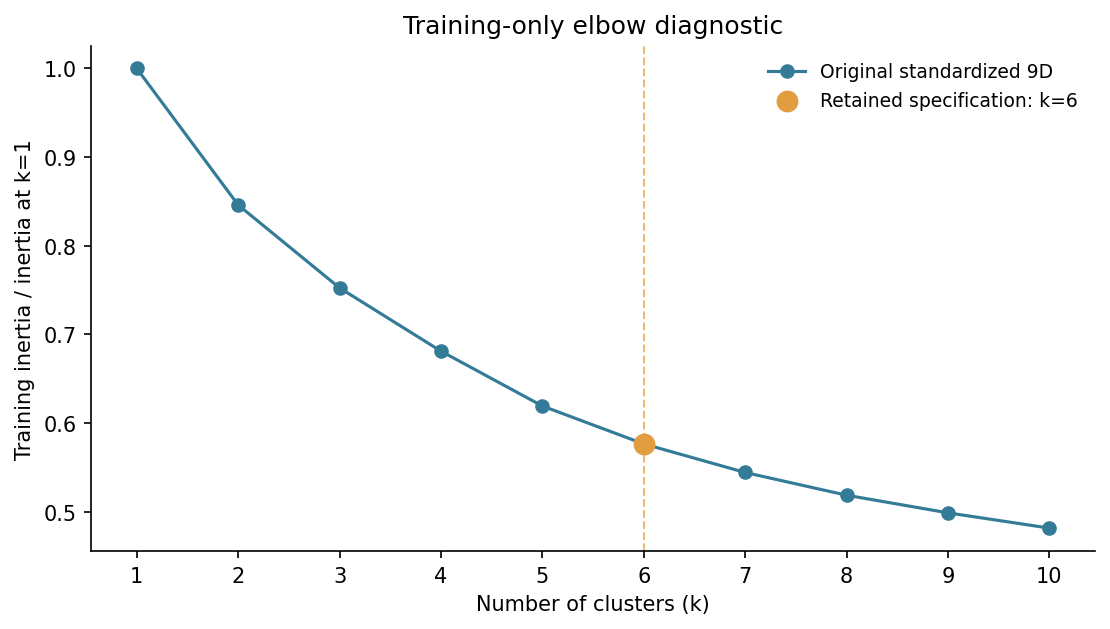 Training-only elbow diagnostic
Original standardized 9D
Retained specification: k=6
Training inertia / inertia at k=1
1.0
0.9
0.8
0.7
0.6
0.5
1 2 3 4 5 6 7 8 9 10
Number of clusters (k)